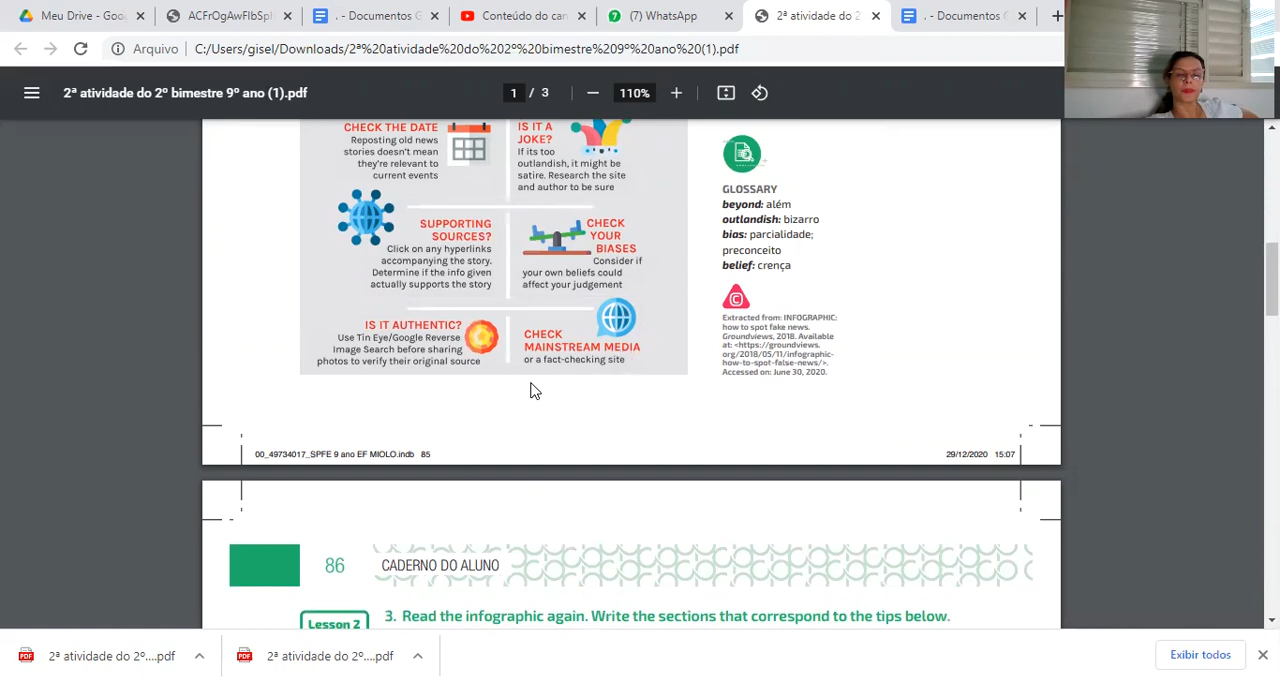 Meu Drive - Goo
ACFrOgAwFlbSpl
. - Documentos G
Conteúdo do can
(7) WhatsApp
2ª atividade do 2
. - Documentos G
Arquivo
C:/Users/gisel/Downloads/2ª%20atividade%20do%202º%20bimestre%209º%20ano%20(1).pdf
2ª atividade do 2º bimestre 9º ano (1).pdf
1 / 3
110%
CHECK THE DATE
Reposting old news
stories doesn't mean
they're relevant to
current events
IS IT A
JOKE?
If its too
outlandish, it might be
satire. Research the site
and author to be sure
SUPPORTING
SOURCES?
Click on any hyperlinks
accompanying the story.
Determine if the info given
actually supports the story
CHECK
YOUR
BIASES
Consider if
your own beliefs could
affect your judgement
IS IT AUTHENTIC?
Use Tin Eye/Google Reverse
Image Search before sharing
photos to verify their original source
CHECK
MAINSTREAM MEDIA
or a fact-checking site
GLOSSARY
beyond: além
outlandish: bizarro
bias: parcialidade;
preconceito
belief: crença
Extracted from: INFOGRAPHIC:
how to spot fake news.
Groundviews, 2018. Available
at: <https://groundviews.
org/2018/05/11/infographic-
how-to-spot-false-news/>.
Accessed on: June 30, 2020.
00_49734017_SPFE 9 ano EF MIOLO.indb 85
29/12/2020 15:07
86
CADERNO DO ALUNO
Lesson 2
3. Read the infographic again. Write the sections that correspond to the tips below.
2ª atividade do 2º....pdf
2ª atividade do 2º....pdf
Exibir todos